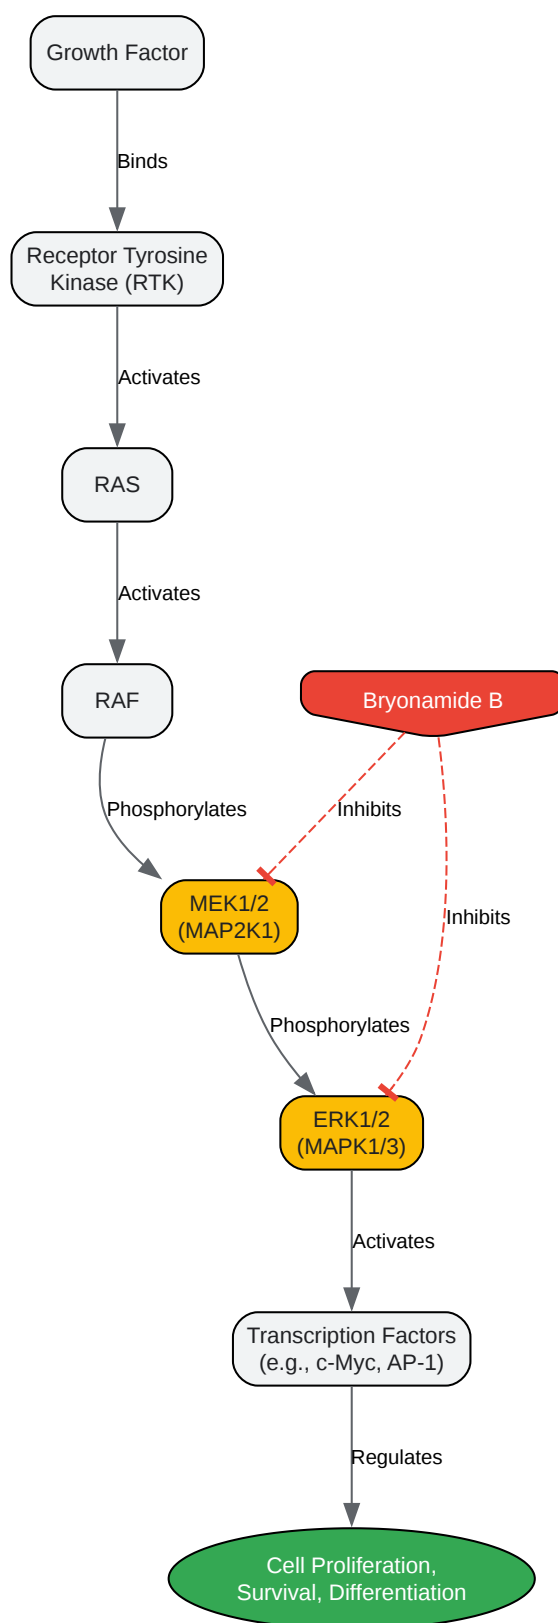 Growth Factor
Binds
Receptor Tyrosine
Kinase (RTK)
Activates
RAS
Activates
RAF
Bryonamide B
Phosphorylates
Inhibits
MEK1/2
(MAP2K1)
Inhibits
Phosphorylates
ERK1/2
(MAPK1/3)
Activates
Transcription Factors
(e.g., c-Myc, AP-1)
Regulates
Cell Proliferation,
Survival, Differentiation